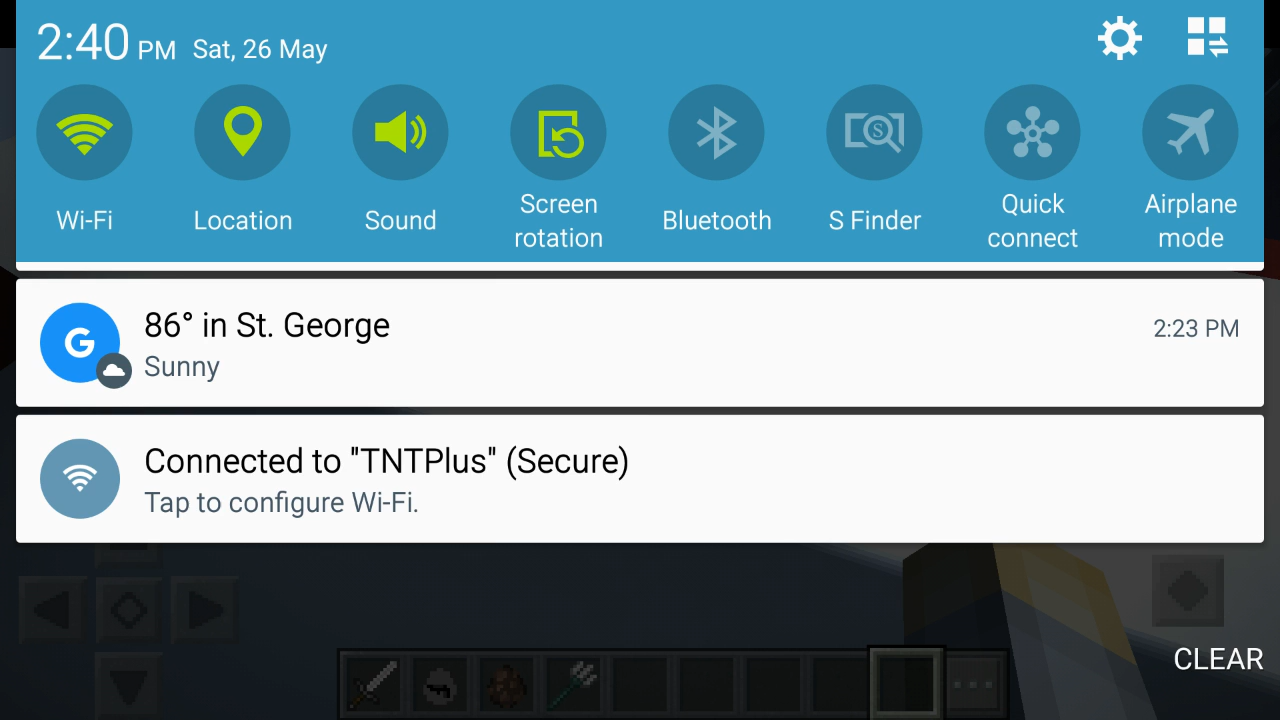 2:40 PM Sat, 26 May
Wi-Fi
Location
Sound
Screen
rotation
Bluetooth
S Finder
Quick
connect
Airplane
mode
86° in St. George
2:23 PM
Sunny
Connected to "TNTPlus" (Secure)
Tap to configure Wi-Fi.
CLEAR